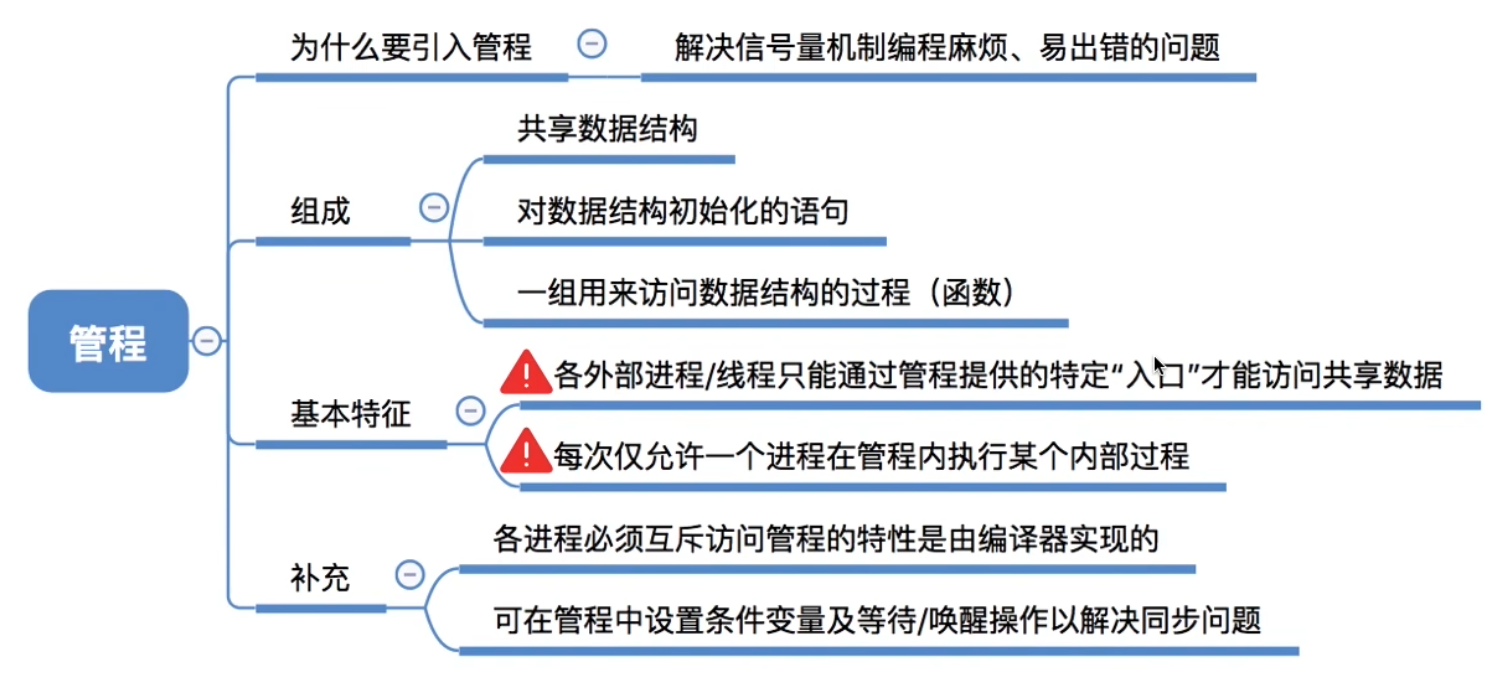 为什么要引入管程
解决信号量机制编程麻烦、易出错的问题
共享数据结构
组成
对数据结构初始化的语句
一组用来访问数据结构的过程（函数）
管程
各外部进程/线程只能通过管程提供的特定“入口”才能访问共享数据
基本特征
每次仅允许一个进程在管程内执行某个内部过程
各进程必须互斥访问管程的特性是由编译器实现的
补充
可在管程中设置条件变量及等待/唤醒操作以解决同步问题